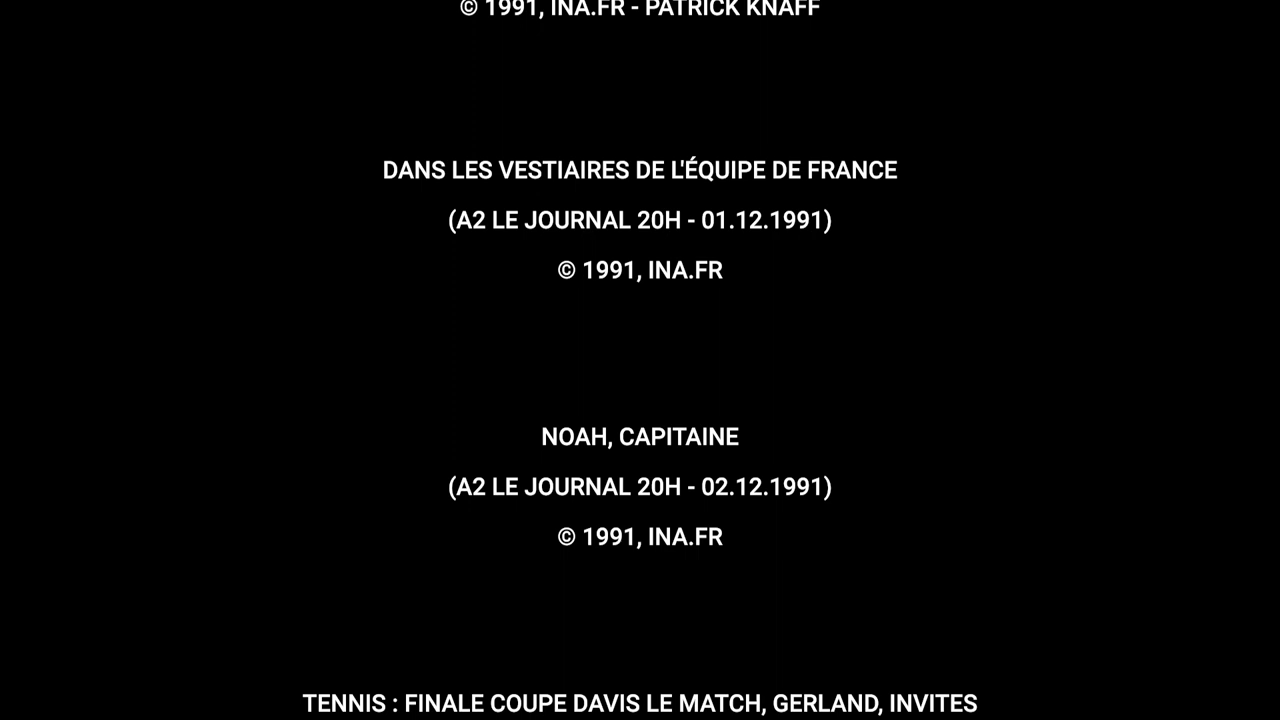 © 1991, INA.FR - PATRICK KNAFF
DANS LES VESTIAIRES DE L'ÉQUIPE DE FRANCE
(A2 LE JOURNAL 20H - 01.12.1991)
© 1991, INA.FR
NOAH, CAPITAINE
(A2 LE JOURNAL 20H - 02.12.1991)
© 1991, INA.FR
TENNIS : FINALE COUPE DAVIS LE MATCH, GERLAND, INVITES